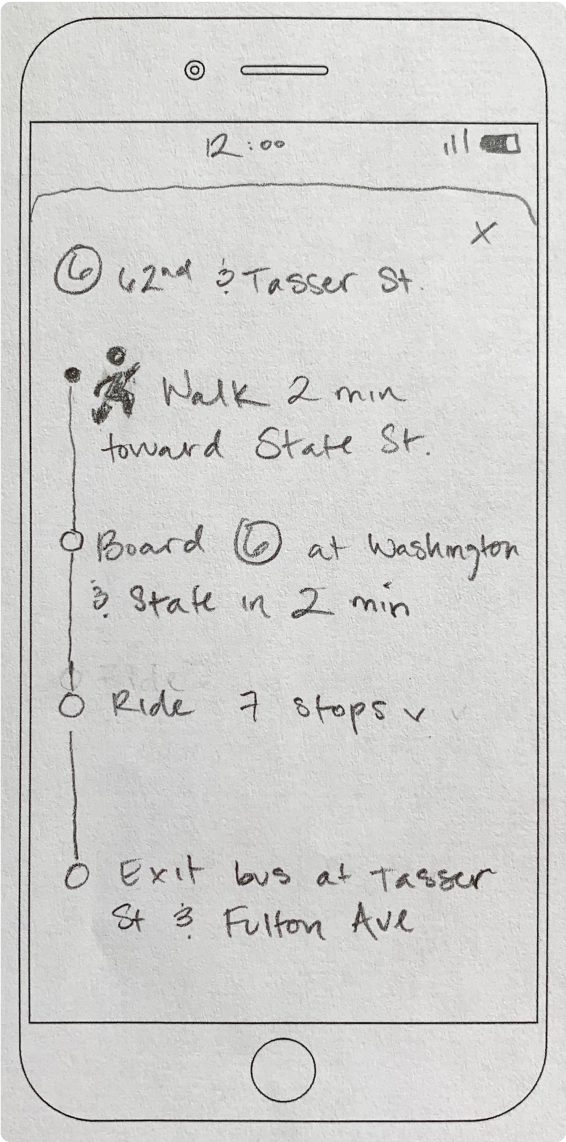 12:00
X
6 62nd & Tasser St.
Walk 2 min
toward State St.
Board 6 at Washington
& State in 2 min
Ride 7 stops
Exit bus at Tasser
St & Fulton Ave